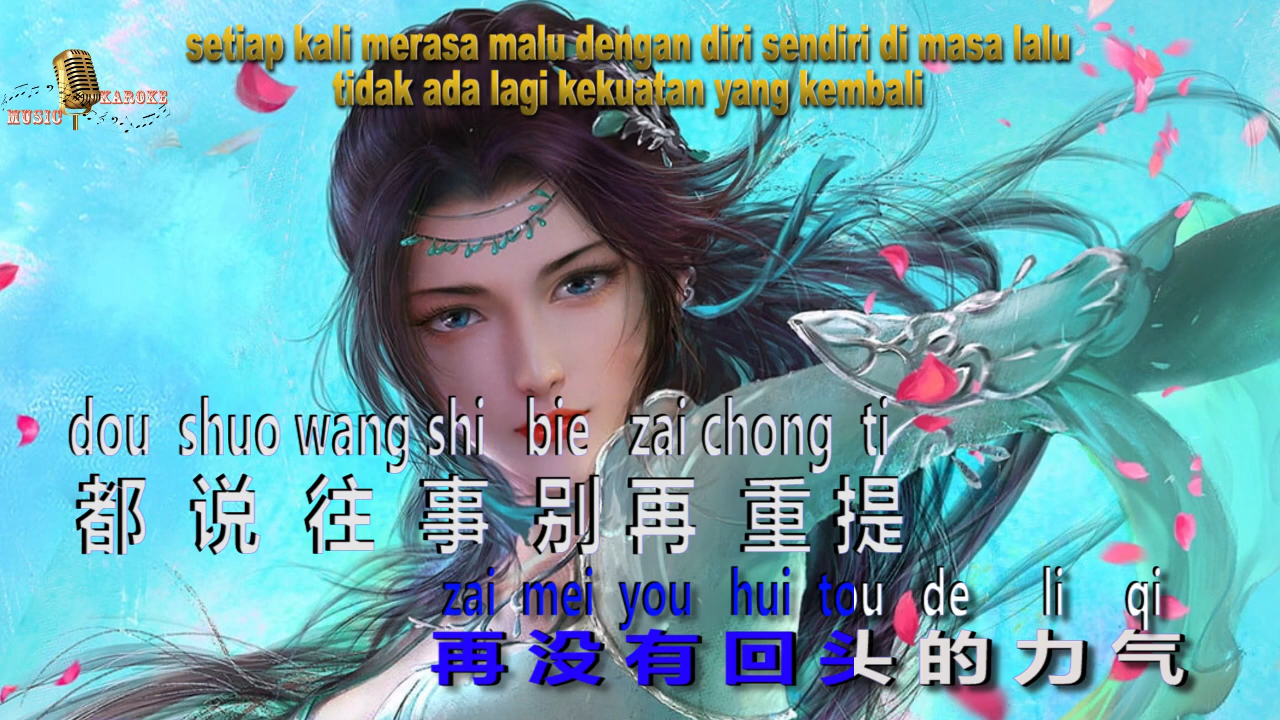 setiap kali merasa malu dengan diri sendiri di masa lalu
tidak ada lagi kekuatan yang kembali
MUSIC KAROKE
dou shuo wang shi bie zai chong ti
都说往事别再重提
zai mei you hui tou de li qi
再没有回头的力气